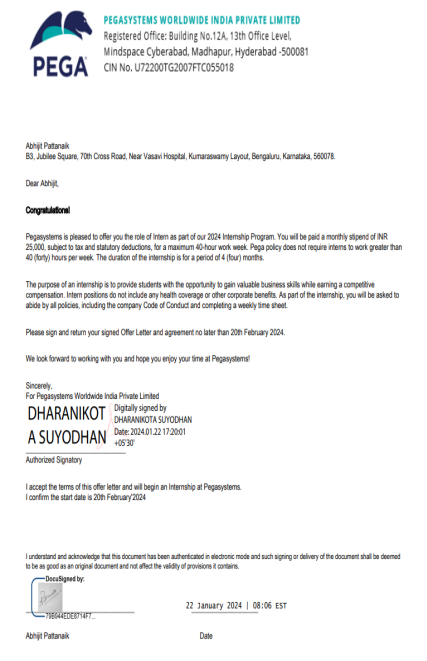 PEGA
PEGASYSTEMS WORLDWIDE INDIA PRIVATE LIMITED
Registered Office: Building No.12A, 13th Office Level,
Mindspace Cyberabad, Madhapur, Hyderabad -500081
CIN No. U72200TG2007FTC055018
Abhijit Pattanaik
B3, Jubilee Square, 70th Cross Road, Near Vasavi Hospital, Kumaraswamy Layout, Bengaluru, Karnataka, 560078.
Dear Abhijit,
Congratulations!
Pegasystems is pleased to offer you the role of Intern as part of our 2024 Internship Program. You will be paid a monthly stipend of INR
25,000, subject to tax and statutory deductions, for a maximum 40-hour work week. Pega policy does not require interns to work greater than
40 (forty) hours per week. The duration of the internship is for a period of 4 (four) months.
The purpose of an internship is to provide students with the opportunity to gain valuable business skills while earning a competitive
compensation. Intern positions do not include any health coverage or other corporate benefits. As part of the internship, you will be asked to
abide by all policies, including the company Code of Conduct and completing a weekly time sheet.
Please sign and return your signed Offer Letter and agreement no later than 20th February 2024.
We look forward to working with you and hope you enjoy your time at Pegasystems!
Sincerely,
For Pegasystems Worldwide India Private Limited
DHARANIKOT
A SUYODHAN
Digitally signed by
DHARANIKOTA SUYODHAN
Date: 2024.01.22 17:20:01
+05'30'
Authorized Signatory
I accept the terms of this offer letter and will begin an Internship at Pegasystems.
I confirm the start date is 20th February'2024
I understand and acknowledge that this document has been authenticated in electronic mode and such signing or delivery of the document shall be deemed
to be as good as an original document and not affect the validity of provisions it contains.
DocuSigned by:
79B944EDE8714F7...
22 January 2024 | 08:06 EST
Abhijit Pattanaik
Date